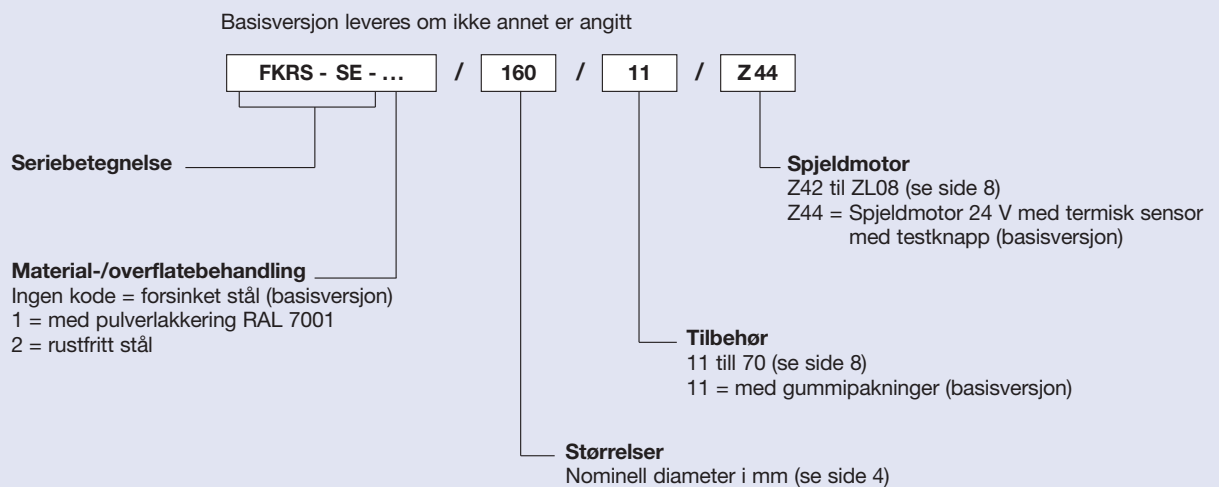 Basisversjon leveres om ikke annet er angitt
FKRS - SE - ... / 160 / 11 / Z44
Seriebetegnelse
Spjeldmotor
Z42 til ZL08 (se side 8)
Z44 = Spjeldmotor 24 V med termisk sensor
med testknapp (basisversjon)
Material-/overflatebehandling
Ingen kode = forsinket stål (basisversjon)
1 = med pulverlakkering RAL 7001
2 = rustfritt stål
Tilbehør
11 till 70 (se side 8)
11 = med gummipakninger (basisversjon)
Størrelser
Nominell diameter i mm (se side 4)